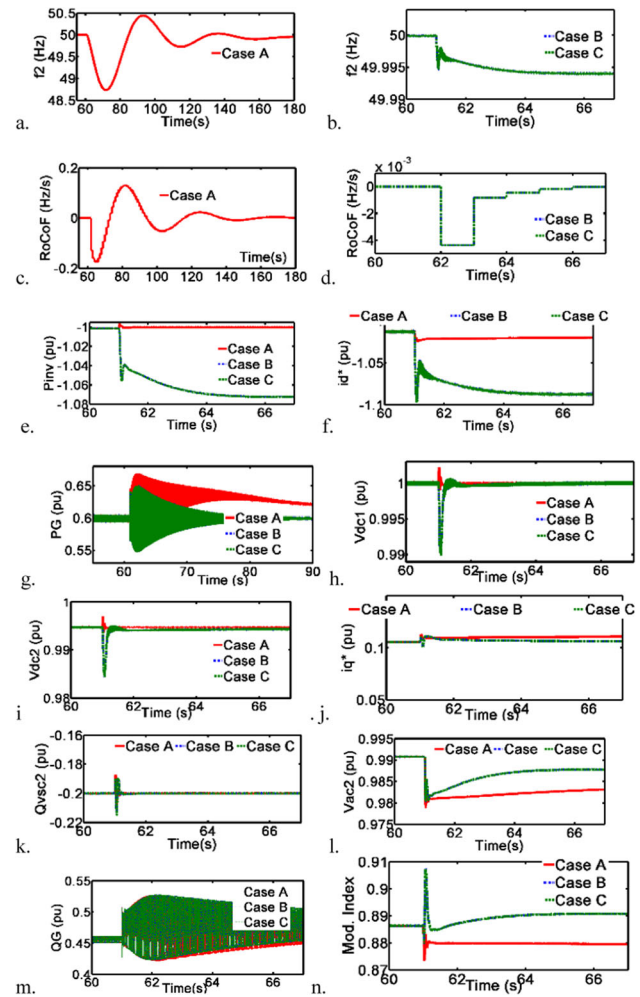 50.5
50
49.5
49
48.5
f2 (Hz)
Case A
60 80 100 120 140 160 180
Time(s)
a.
50
49.995
49.99
f2 (Hz)
Case B
Case C
60 62 64 66
Time(s)
b.
0.2
0
-0.2
RoCoF (Hz/s)
Case A
Time(s)
60 80 100 120 140 160 180
c.
x 10-3
0
-2
-4
RoCoF (Hz/s)
Case B
Case C
60 62 64 66
Time(s)
d.
-1
-1.02
-1.04
-1.06
-1.08
Pinv (pu)
Case A
Case B
Case C
60 62 64 66
Time (s)
e.
Case A Case B Case C
-1
-1.05
-1.1
id* (pu)
60 62 64 66
Time (s)
f.
0.65
0.6
0.55
PG (pu)
Case A
Case B
Case C
60 70 80 90
Time (s)
g.
1
0.995
0.99
Vdc1 (pu)
Case A
Case B
Case C
60 62 64 66
Time (s)
h.
1
0.99
0.98
Vdc2 (pu)
Case A
Case B
Case C
60 62 64 66
Time (s)
i
Case A Case B Case C
0.1
0.05
iq* (pu)
60 62 64 66
Time (s)
. j.
-0.16
-0.18
-0.2
-0.22
Qvsc2 (pu)
Case A Case B Case C
60 62 64 66
Time(s)
k.
0.995
0.99
0.985
0.98
0.975
Vac2 (pu)
Case A Case Case C
60 62 64 66
Time(s)
l.
0.55
0.5
0.45
0.4
QG (pu)
Case A
Case B
Case C
60 62 64 66
Time (s)
m.
0.91
0.9
0.89
0.88
0.87
Mod. Index
Case A
Case B
Case C
60 62 64 66
Time (s)
n.